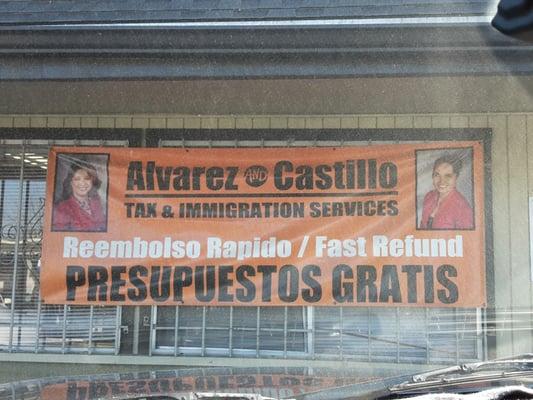 Alvarez AND Castillo
TAX & IMMIGRATION SERVICES
Reembolso Rapido / Fast Refund
PRESUPUESTOS GRATIS